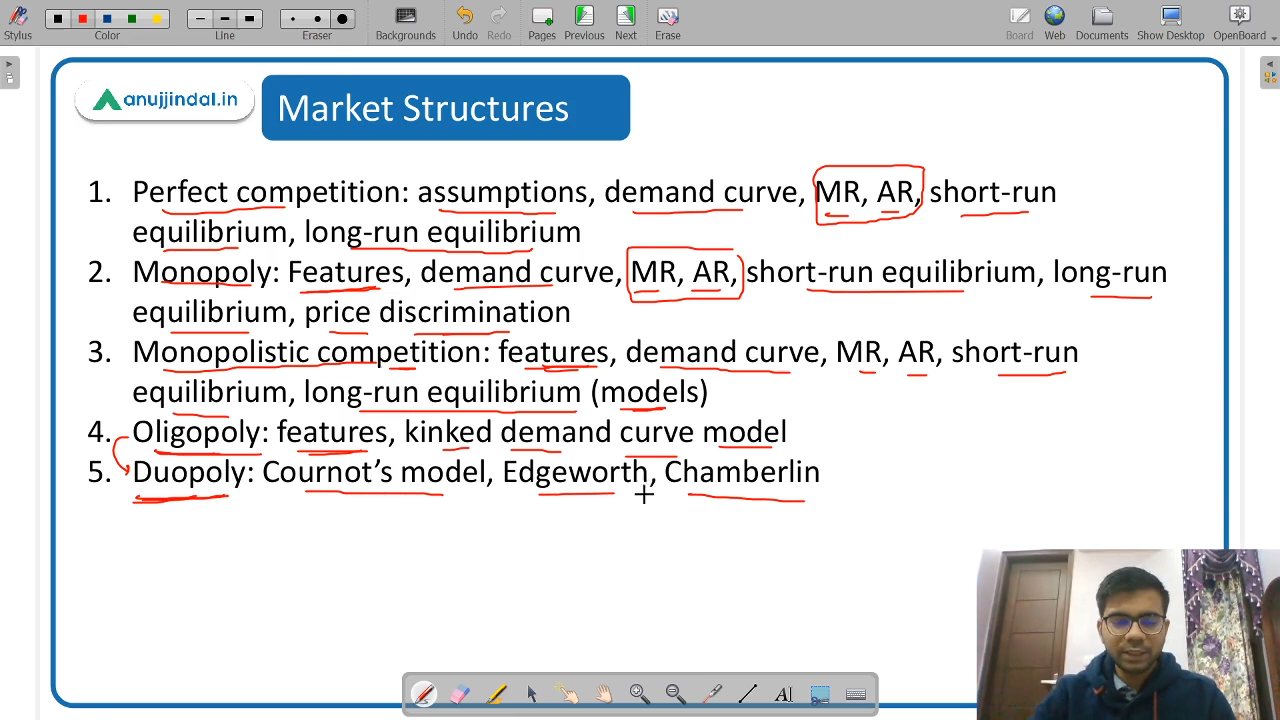 Stylus
Color
Line
Eraser
Backgrounds
Undo
Redo
Pages
Previous
Next
Erase
Board
Web
Documents
Show Desktop
OpenBoard
anujjindal.in
Market Structures
1. Perfect competition: assumptions, demand curve, MR, AR, short-run
equilibrium, long-run equilibrium
2. Monopoly: Features, demand curve, MR, AR, short-run equilibrium, long-run
equilibrium, price discrimination
3. Monopolistic competition: features, demand curve, MR, AR, short-run
equilibrium, long-run equilibrium (models)
4. Oligopoly: features, kinked demand curve model
5. Duopoly: Cournot’s model, Edgeworth, Chamberlin
AI